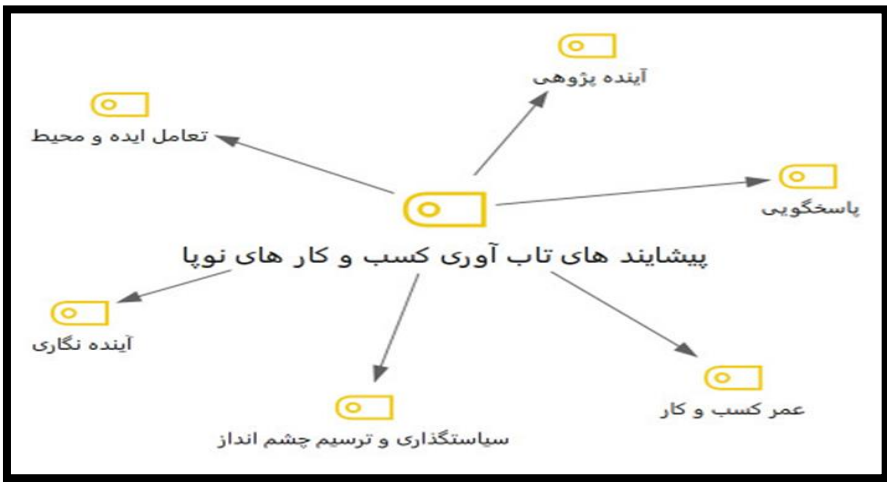 آینده پژوهی
تعامل ایده و محیط
پاسخگویی
پیشایند های تاب آوری کسب و کار های نوپا
آینده نگاری
عمر کسب و کار
سیاستگذاری و ترسیم چشم انداز